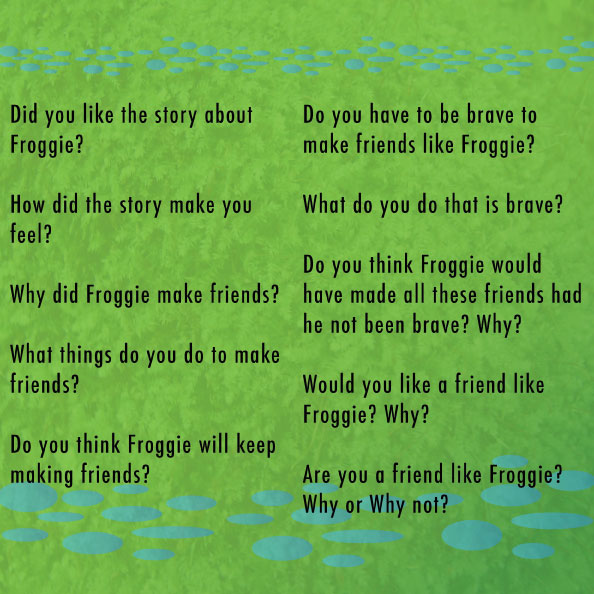 Did you like the story about
Froggie?
How did the story make you
feel?
Why did Froggie make friends?
What things do you do to make
friends?
Do you think Froggie will keep
making friends?
Do you have to be brave to
make friends like Froggie?
What do you do that is brave?
Do you think Froggie would
have made all these friends had
he not been brave? Why?
Would you like a friend like
Froggie? Why?
Are you a friend like Froggie?
Why or Why not?